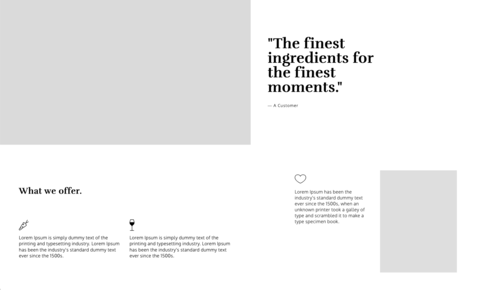 "The finest
ingredients for
the finest
moments."
— A Customer
What we offer.
Lorem Ipsum is simply dummy text of the
printing and typesetting industry. Lorem Ipsum
has been the industry's standard dummy text
ever since the 1500s.
Lorem Ipsum is simply dummy text of the
printing and typesetting industry. Lorem Ipsum
has been the industry's standard dummy text
ever since the 1500s.
Lorem Ipsum has been the
industry's standard dummy text
ever since the 1500s, when an
unknown printer took a galley of
type and scrambled it to make a
type specimen book.